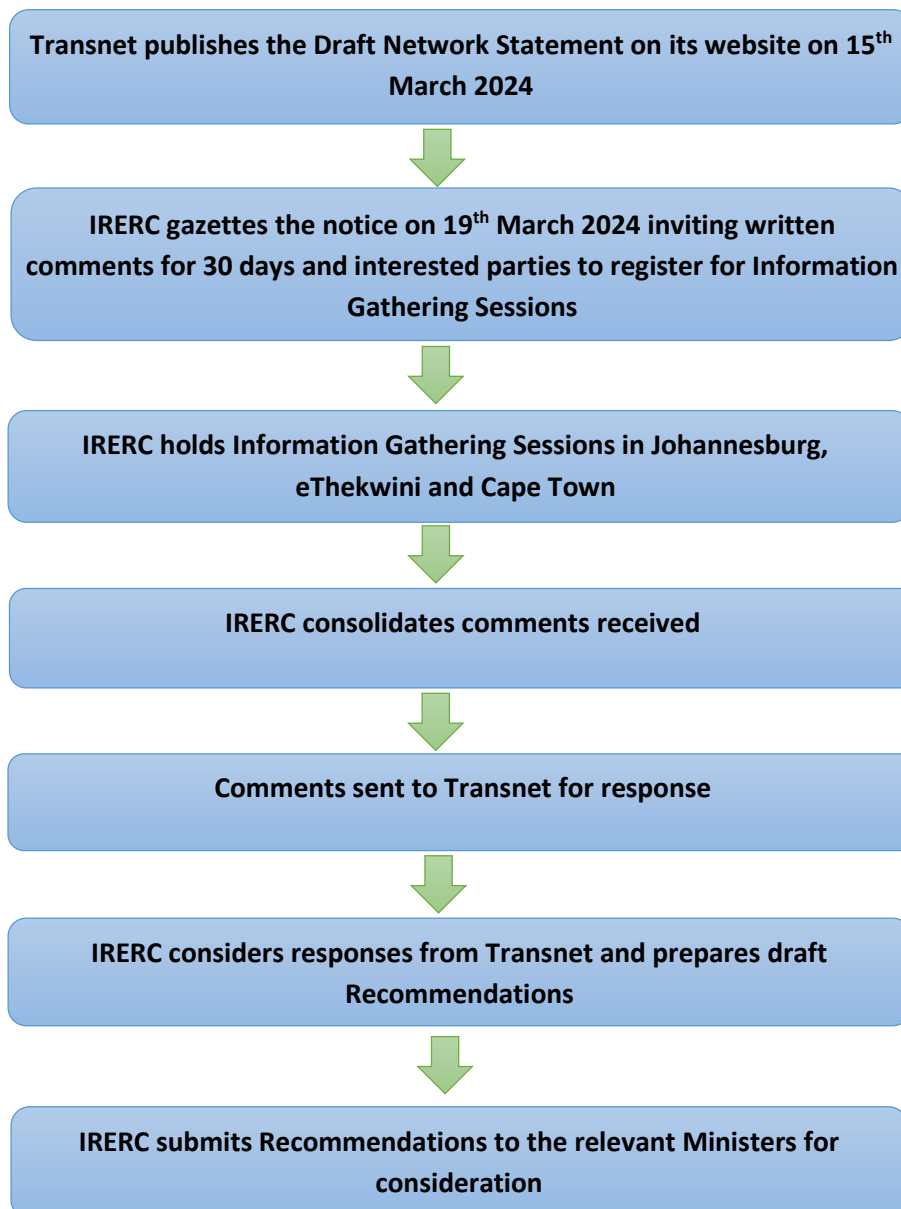 Transnet publishes the Draft Network Statement on its website on 15th
March 2024
IRERC gazettes the notice on 19th March 2024 inviting written
comments for 30 days and interested parties to register for Information
Gathering Sessions
IRERC holds Information Gathering Sessions in Johannesburg,
eThekwini and Cape Town
IRERC consolidates comments received
Comments sent to Transnet for response
IRERC considers responses from Transnet and prepares draft
Recommendations
IRERC submits Recommendations to the relevant Ministers for
consideration